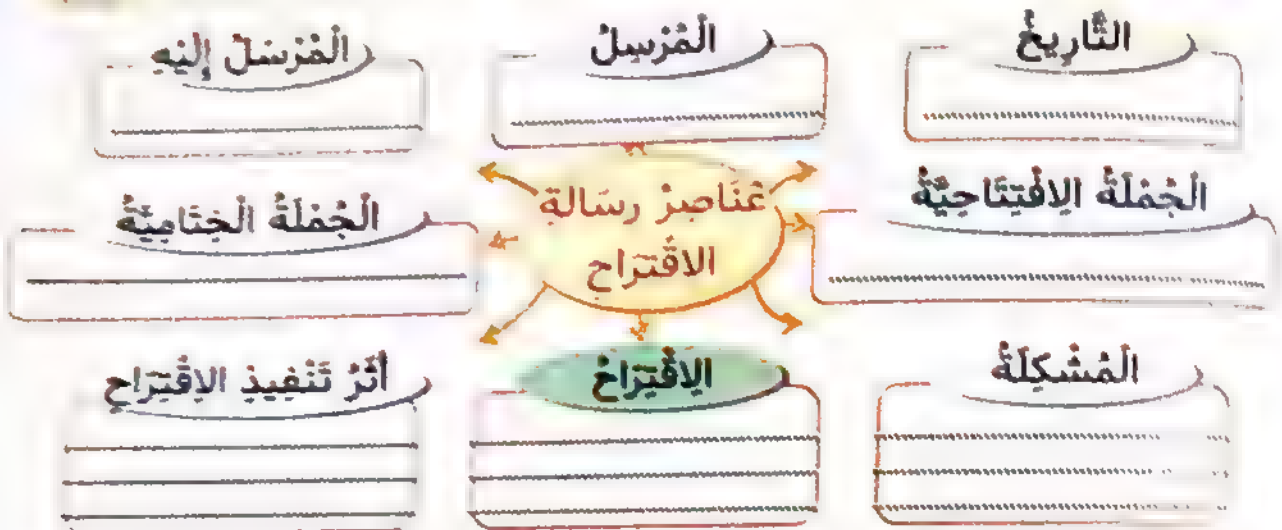 التَّارِيخُ
الْمُرْسِلُ
الْمُرْسَلُ إِلَيْهِ
عَنَاصِرُ رِسَالَةِ
الِاقْتِرَاحِ
الْجُمْلَةُ الِافْتِتَاحِيَّةُ
الْجُمْلَةُ الْخِتَامِيَّةُ
الْمُشْكِلَةُ
الِاقْتِرَاحُ
أَثَرُ تَنْفِيذِ الِاقْتِرَاحِ